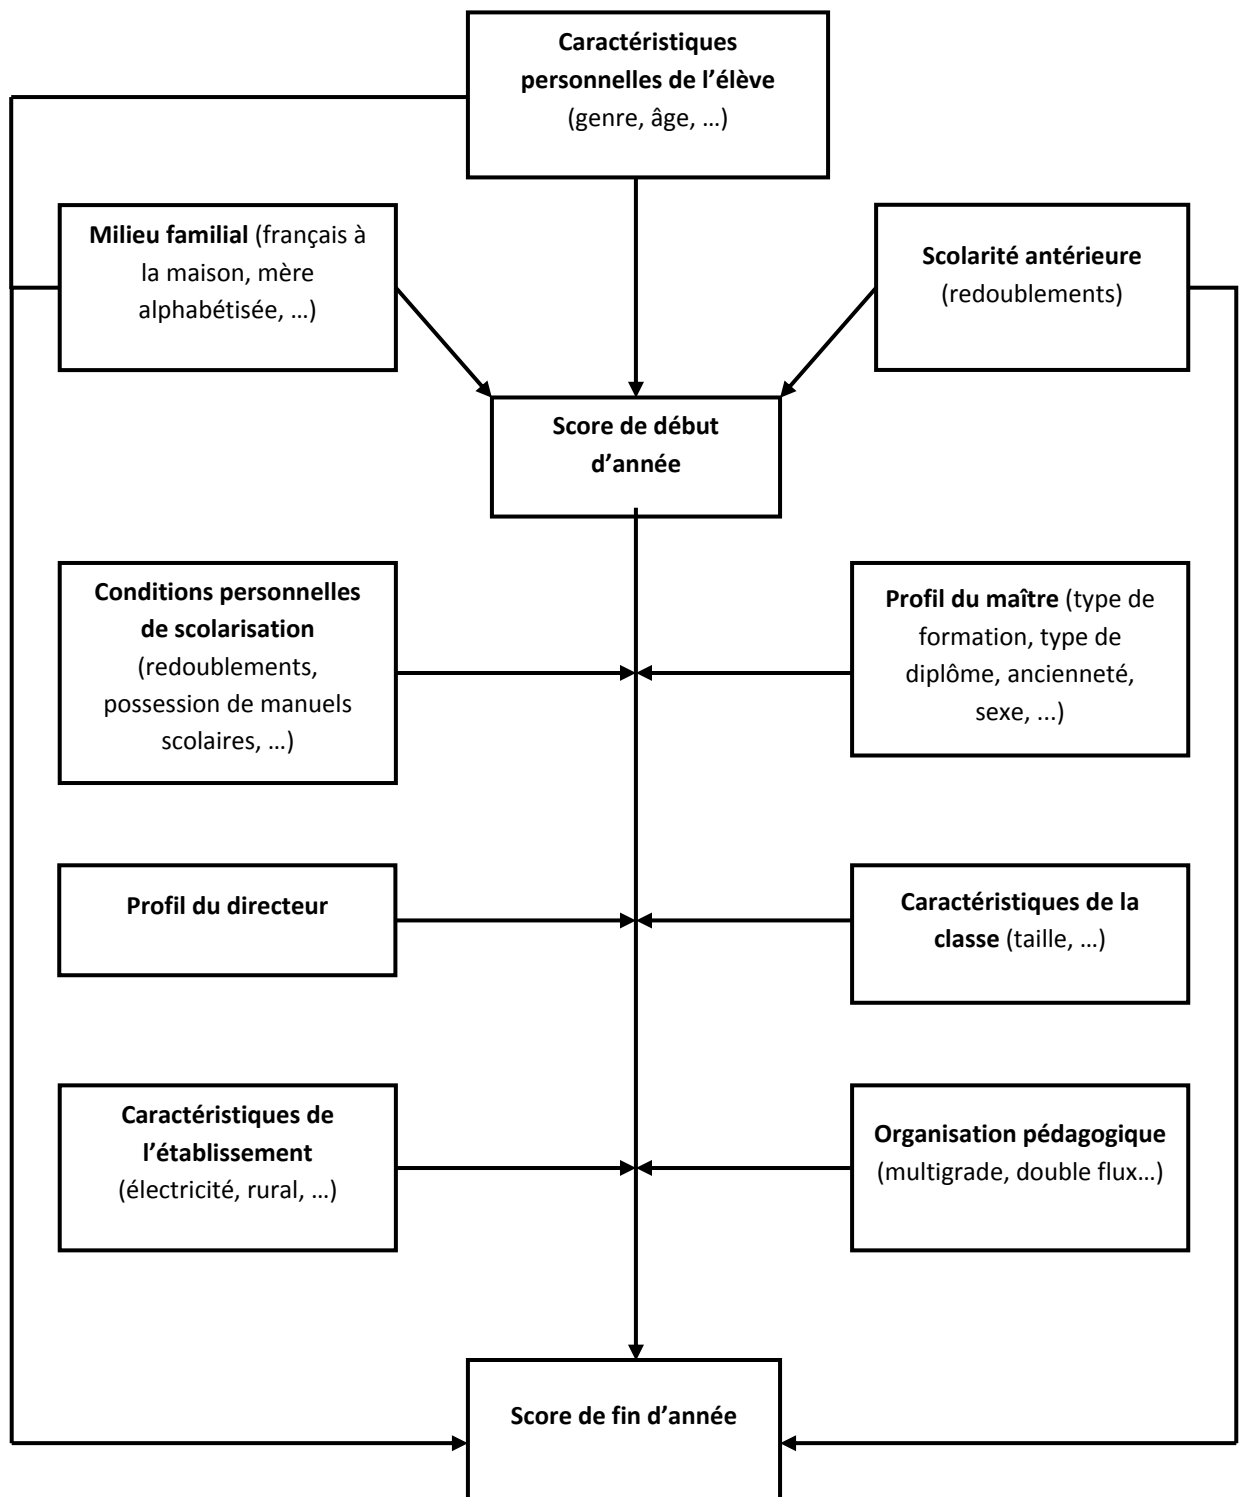 Caractéristiques
personnelles de l’élève
(genre, âge, …)
Milieu familial (français à
la maison, mère
alphabétisée, …)
Scolarité antérieure
(redoublements)
Score de début
d’année
Conditions personnelles
de scolarisation
(redoublements,
possession de manuels
scolaires, …)
Profil du maître (type de
formation, type de
diplôme, ancienneté,
sexe, ...)
Profil du directeur
Caractéristiques de la
classe (taille, …)
Caractéristiques de
l’établissement
(électricité, rural, …)
Organisation pédagogique
(multigrade, double flux…)
Score de fin d’année